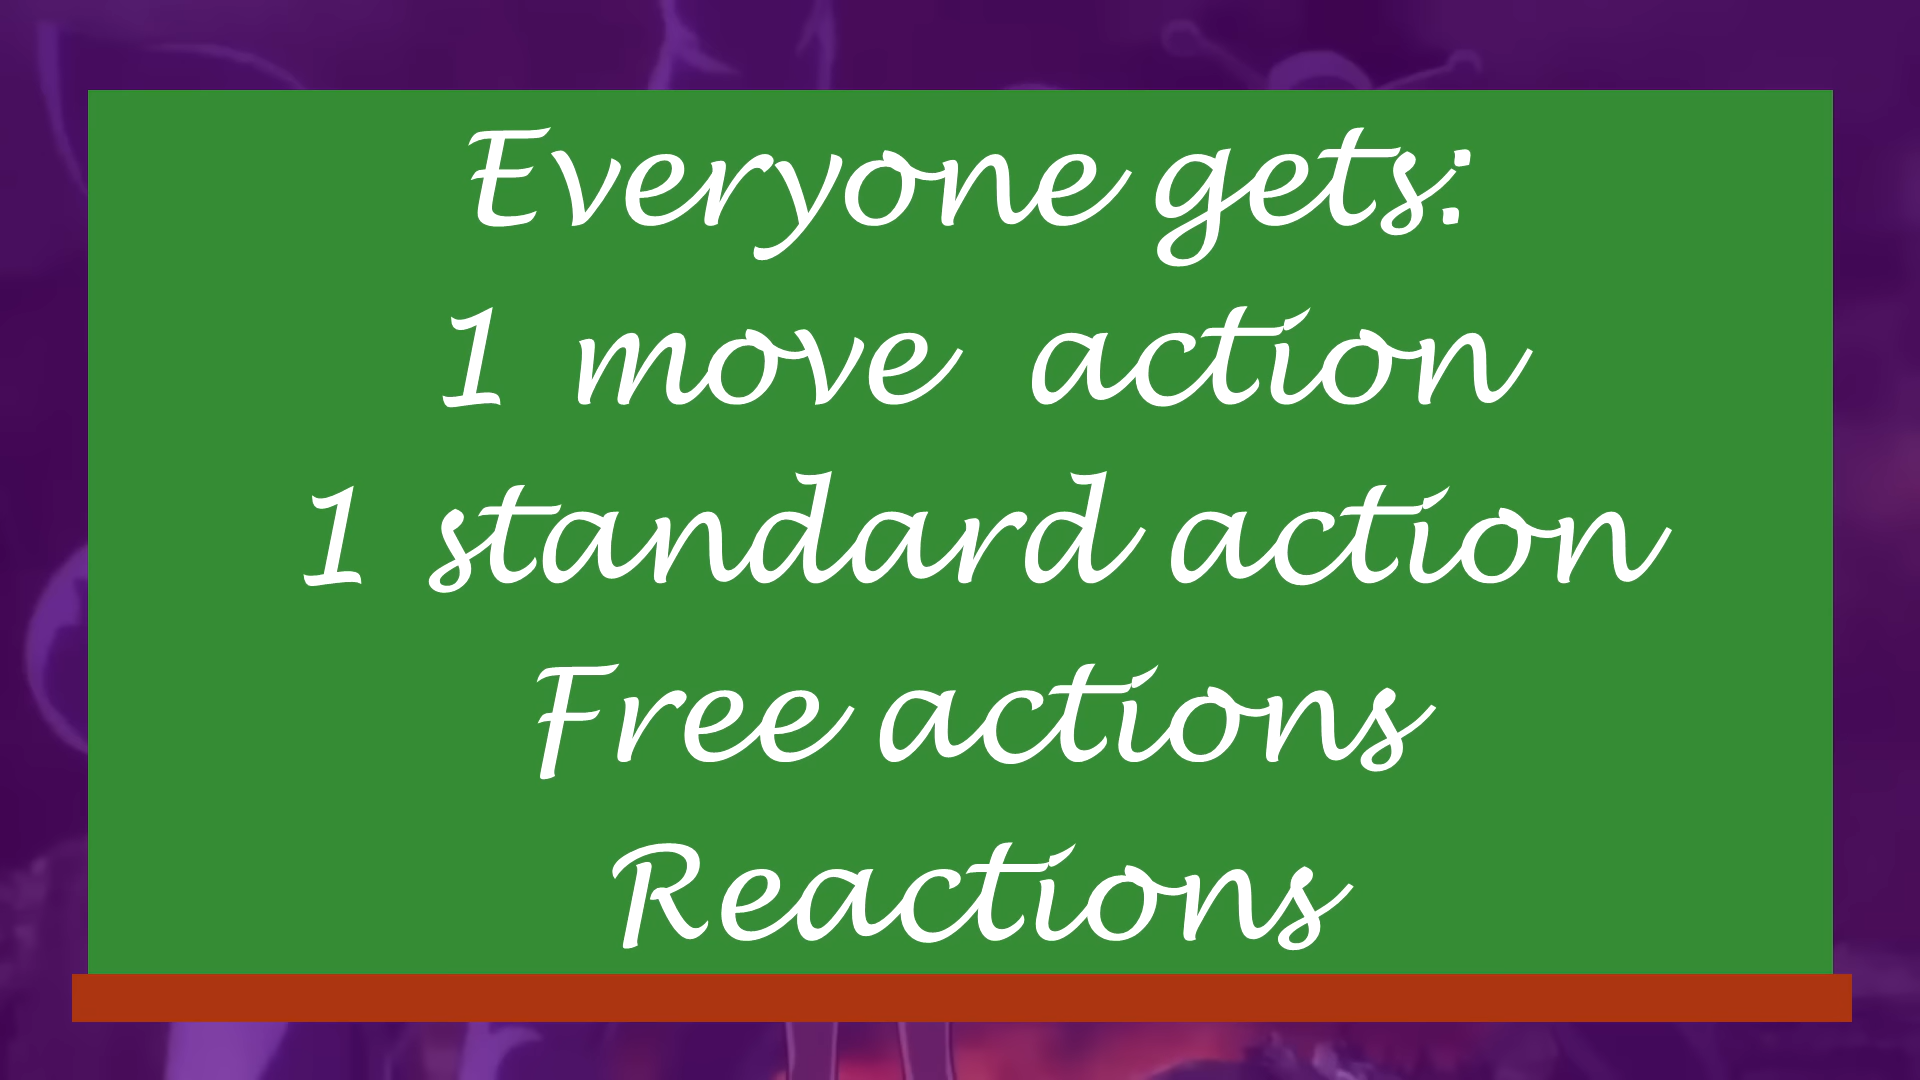 Everyone gets:
1 move action
1 standard action
Free actions
Reactions